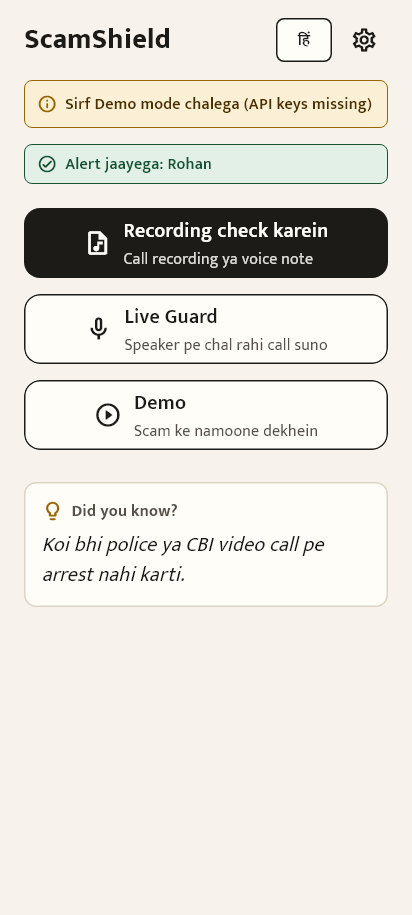 ScamShield
हिं
Sirf Demo mode chalega (API keys missing)
Alert jaayega: Rohan
Recording check karein
Call recording ya voice note
Live Guard
Speaker pe chal rahi call suno
Demo
Scam ke namoone dekhein
Did you know?
Koi bhi police ya CBI video call pe
arrest nahi karti.